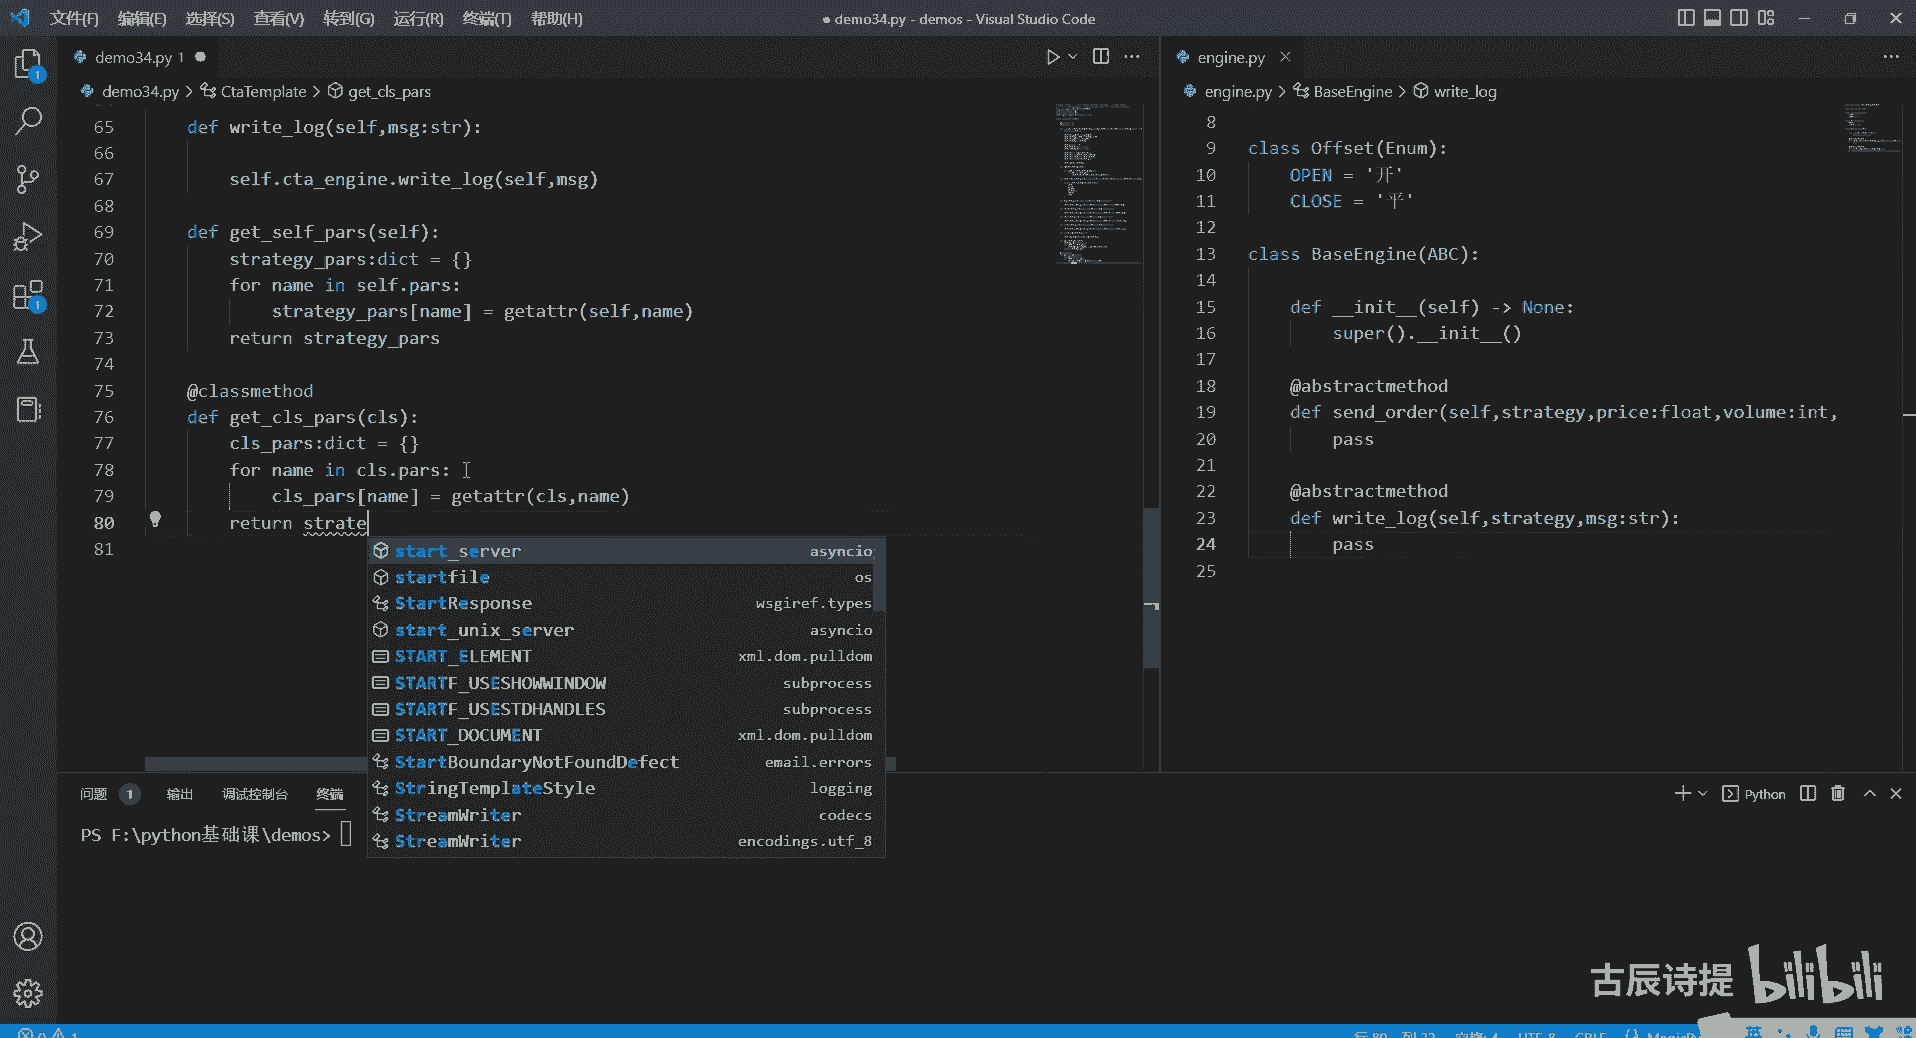 文件(F) 编辑(E) 选择(S) 查看(V) 转到(G) 运行(R) 终端(T) 帮助(H)
● demo34.py - demos - Visual Studio Code
demo34.py 1 ●
demo34.py > CtaTemplate > get_cls_pars
65 def write_log(self,msg:str):
66
67 self.cta_engine.write_log(self,msg)
68
69 def get_self_pars(self):
70 strategy_pars:dict = {}
71 for name in self.pars:
72 strategy_pars[name] = getattr(self,name)
73 return strategy_pars
74
75 @classmethod
76 def get_cls_pars(cls):
77 cls_pars:dict = {}
78 for name in cls.pars:
79 cls_pars[name] = getattr(cls,name)
80 return strate
81
start_server asyncio
startfile os
StartResponse wsgiref.types
start_unix_server asyncio
START_ELEMENT xml.dom.pulldom
STARTF_USESHOWWINDOW subprocess
STARTF_USESTDHANDLES subprocess
START_DOCUMENT xml.dom.pulldom
StartBoundaryNotFoundDefect email.errors
StringTemplateStyle logging
StreamWriter codecs
StreamWriter encodings.utf_8
engine.py
engine.py > BaseEngine > write_log
8
9 class Offset(Enum):
10 OPEN = '开'
11 CLOSE = '平'
12
13 class BaseEngine(ABC):
14
15 def __init__(self) -> None:
16 super().__init__()
17
18 @abstractmethod
19 def send_order(self,strategy,price:float,volume:int,
20 pass
21
22 @abstractmethod
23 def write_log(self,strategy,msg:str):
24 pass
25
问题 1 输出 调试控制台 终端
Python
PS F:\python基础课\demos>
古辰诗提 bilibili